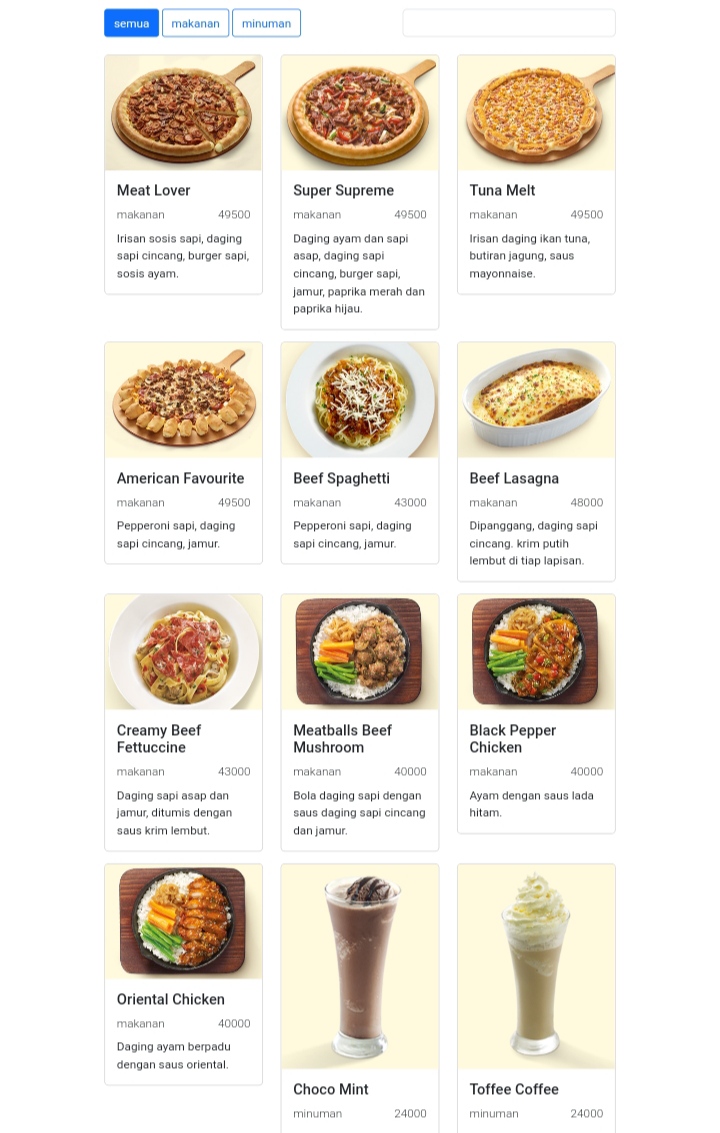 semua makanan minuman
Meat Lover
makanan 49500
Irisan sosis sapi, daging
sapi cincang, burger sapi,
sosis ayam.
Super Supreme
makanan 49500
Daging ayam dan sapi
asap, daging sapi
cincang, burger sapi,
jamur, paprika merah dan
paprika hijau.
Tuna Melt
makanan 49500
Irisan daging ikan tuna,
butiran jagung, saus
mayonnaise.
American Favourite
makanan 49500
Pepperoni sapi, daging
sapi cincang, jamur.
Beef Spaghetti
makanan 43000
Pepperoni sapi, daging
sapi cincang, jamur.
Beef Lasagna
makanan 48000
Dipanggang, daging sapi
cincang. krim putih
lembut di tiap lapisan.
Creamy Beef
Fettuccine
makanan 43000
Daging sapi asap dan
jamur, ditumis dengan
saus krim lembut.
Meatballs Beef
Mushroom
makanan 40000
Bola daging sapi dengan
saus daging sapi cincang
dan jamur.
Black Pepper
Chicken
makanan 40000
Ayam dengan saus lada
hitam.
Oriental Chicken
makanan 40000
Daging ayam berpadu
dengan saus oriental.
Choco Mint
minuman 24000
Toffee Coffee
minuman 24000